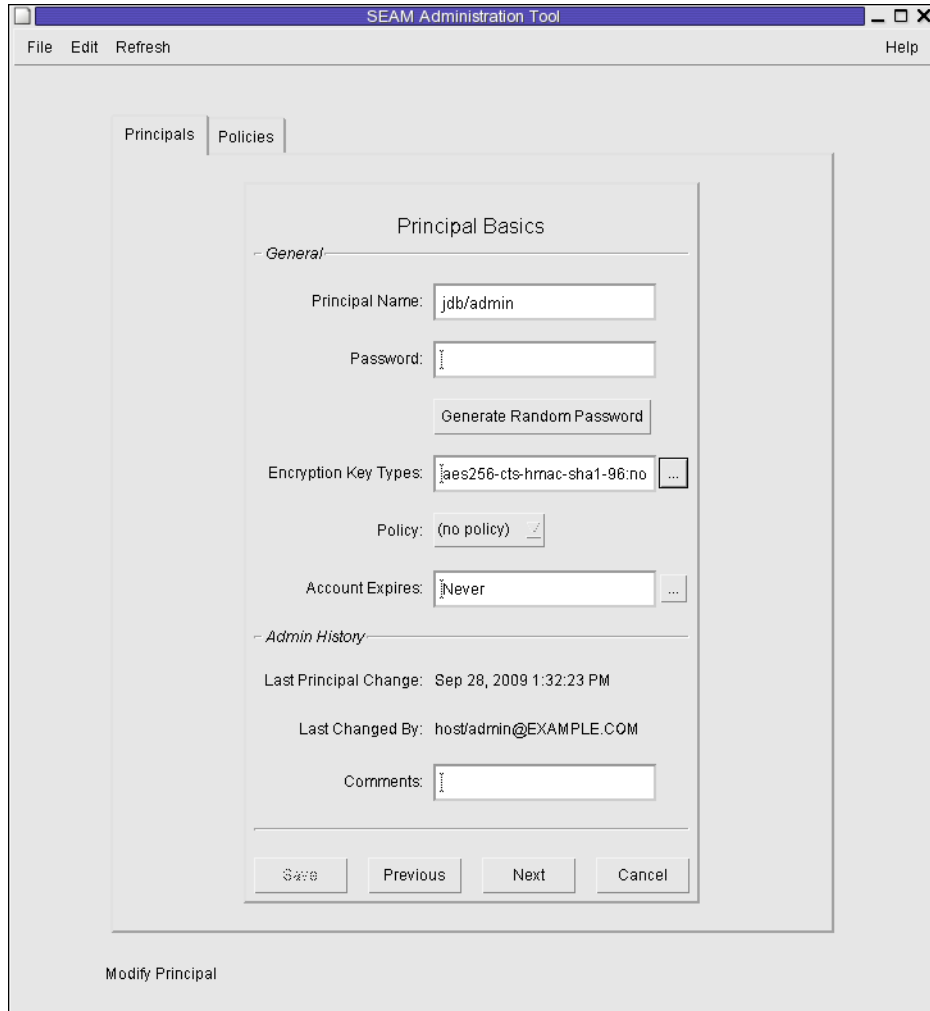 SEAM Administration Tool
File Edit Refresh Help
Principals Policies
Principal Basics
General
Principal Name: jdb/admin
Password:
Generate Random Password
Encryption Key Types: aes256-cts-hmac-sha1-96:no ...
Policy: (no policy)
Account Expires: Never ...
Admin History
Last Principal Change: Sep 28, 2009 1:32:23 PM
Last Changed By: host/admin@EXAMPLE.COM
Comments:
Save Previous Next Cancel
Modify Principal